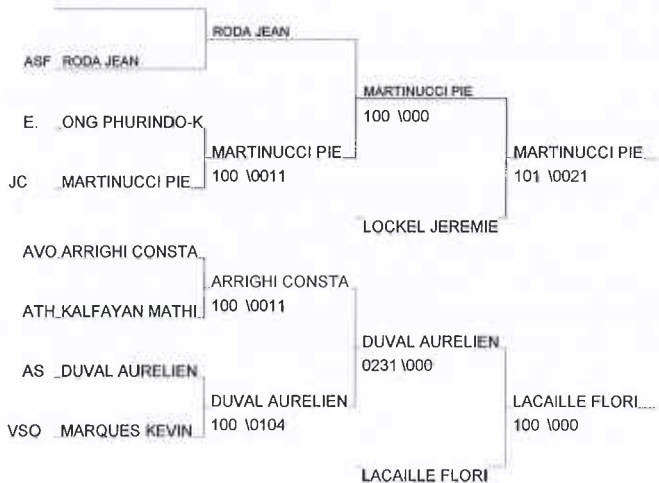 RODA JEAN
ASF RODA JEAN
MARTINUCCI PIE
100 \000
E. ONG PHURINDO-K
MARTINUCCI PIE
100 \0011
MARTINUCCI PIE
101 \0021
JC MARTINUCCI PIE
LOCKEL JEREMIE
AVO ARRIGHI CONSTA
ARRIGHI CONSTA
100 \0011
ATH KALFAYAN MATHI
DUVAL AURELIEN
0231 \000
AS DUVAL AURELIEN
DUVAL AURELIEN
100 \0104
LACAILLE FLORI
100 \000
VSO MARQUES KEVIN
LACAILLE FLORI